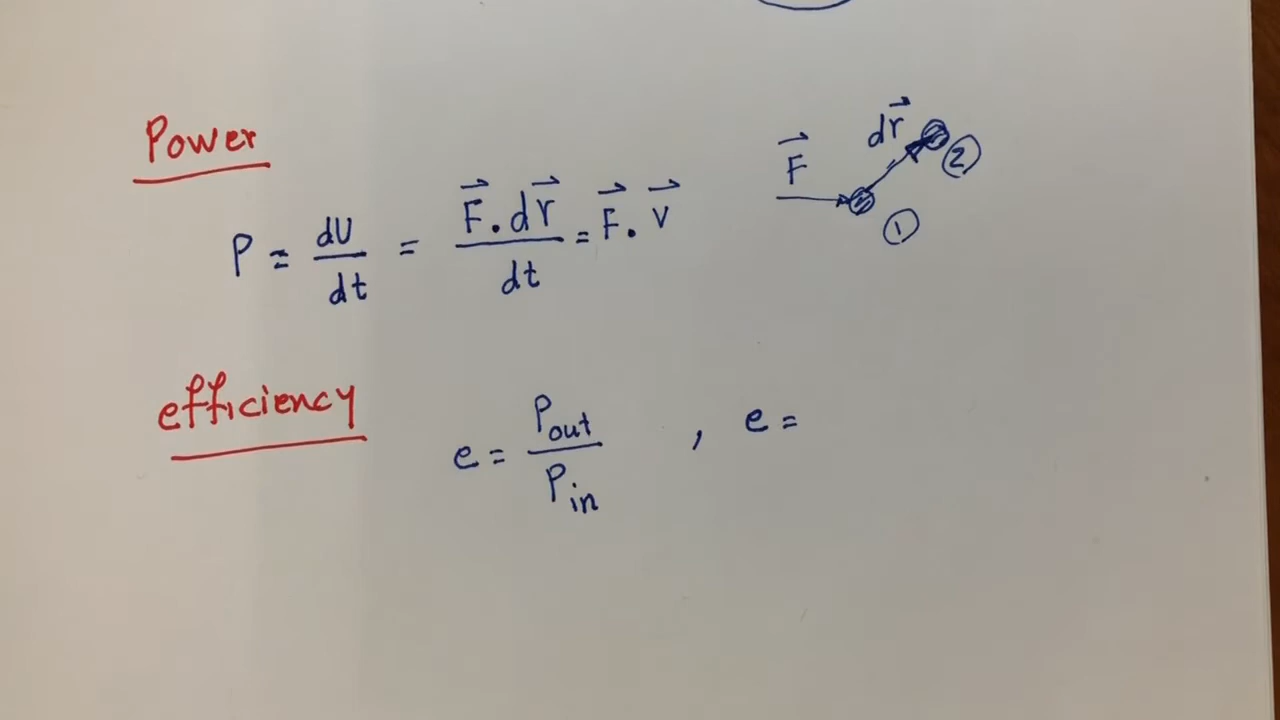 Power
P = dU/dt = F⃗ . dr⃗/dt = F⃗ . v⃗
F⃗ dr⃗ ① ②
efficiency
e = Pout/Pin , e =